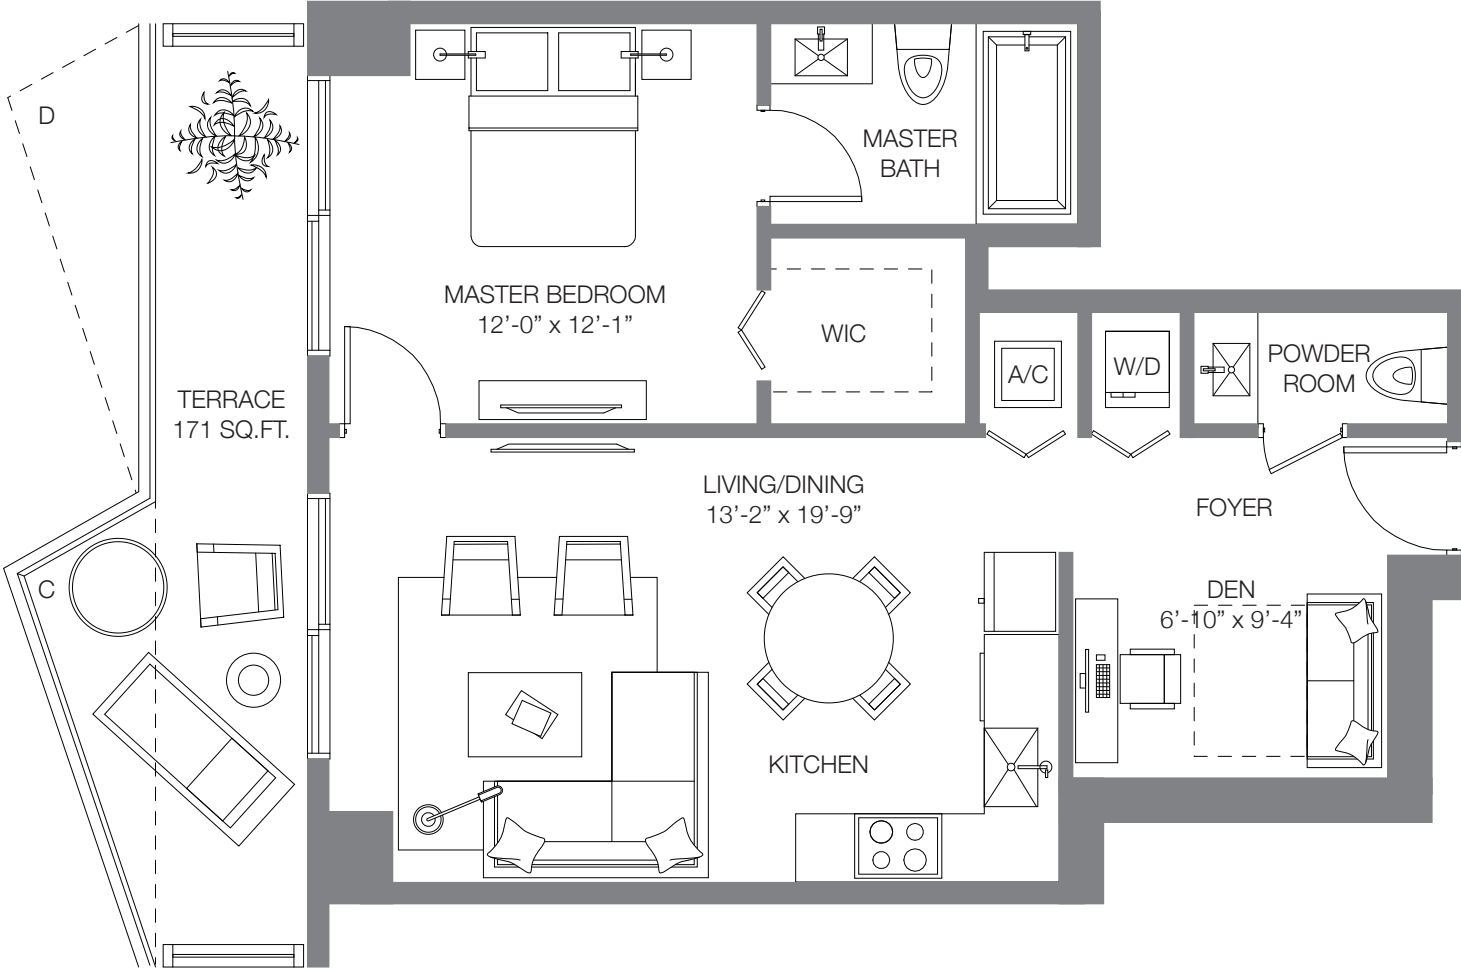 D
MASTER
BATH
MASTER BEDROOM
12’-0” x 12’-1”
WIC
A/C
W/D
POWDER
ROOM
TERRACE
171 SQ.FT.
LIVING/DINING
13’-2” x 19’-9”
FOYER
C
DEN
6’-10” x 9’-4”
KITCHEN